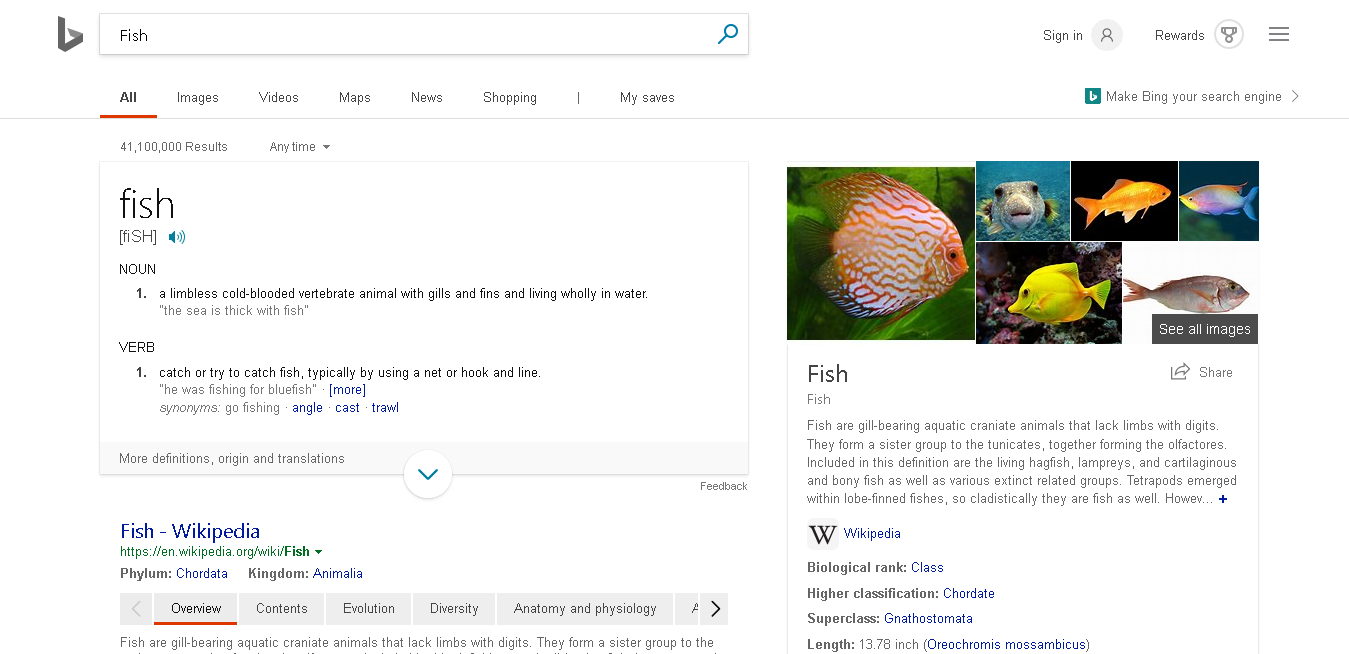 Fish
Sign in
Rewards
All
Images
Videos
Maps
News
Shopping
|
My saves
Make Bing your search engine
41,100,000 Results
Any time
fish
[fiSH]
NOUN
1. a limbless cold-blooded vertebrate animal with gills and fins and living wholly in water.
"the sea is thick with fish"
VERB
1. catch or try to catch fish, typically by using a net or hook and line.
"he was fishing for bluefish" · [more]
synonyms: go fishing · angle · cast · trawl
More definitions, origin and translations
Feedback
Fish - Wikipedia
https://en.wikipedia.org/wiki/Fish
Phylum: Chordata Kingdom: Animalia
Overview
Contents
Evolution
Diversity
Anatomy and physiology
Fish are gill-bearing aquatic craniate animals that lack limbs with digits. They form a sister group to the
See all images
Fish
Share
Fish
Fish are gill-bearing aquatic craniate animals that lack limbs with digits.
They form a sister group to the tunicates, together forming the olfactores.
Included in this definition are the living hagfish, lampreys, and cartilaginous
and bony fish as well as various extinct related groups. Tetrapods emerged
within lobe-finned fishes, so cladistically they are fish as well. Howev... +
W Wikipedia
Biological rank: Class
Higher classification: Chordate
Superclass: Gnathostomata
Length: 13.78 inch (Oreochromis mossambicus)